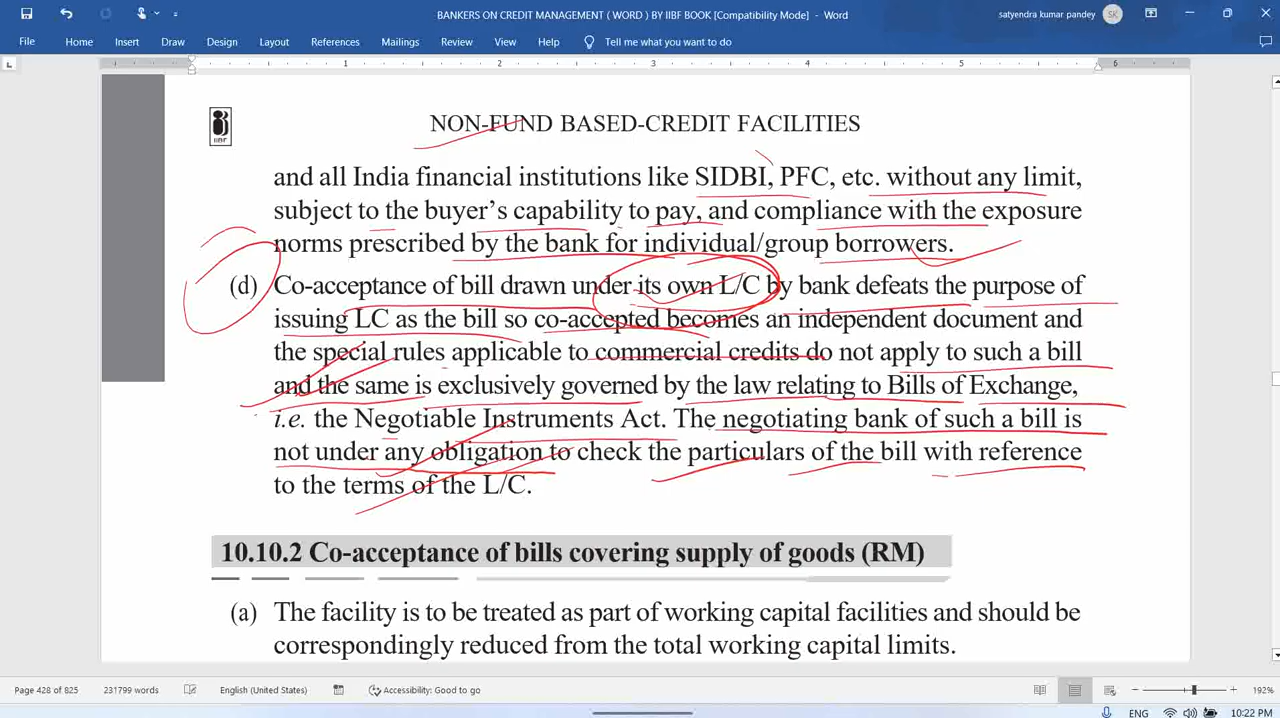 BANKERS ON CREDIT MANAGEMENT ( WORD ) BY IIBF BOOK [Compatibility Mode] - Word
satyendra kumar pandey SK
File Home Insert Draw Design Layout References Mailings Review View Help Tell me what you want to do
1 2 3 4 5 6
IIBF
NON-FUND BASED-CREDIT FACILITIES
and all India financial institutions like SIDBI, PFC, etc. without any limit,
subject to the buyer’s capability to pay, and compliance with the exposure
norms prescribed by the bank for individual/group borrowers.
(d) Co-acceptance of bill drawn under its own L/C by bank defeats the purpose of
issuing LC as the bill so co-accepted becomes an independent document and
the special rules applicable to commercial credits do not apply to such a bill
and the same is exclusively governed by the law relating to Bills of Exchange,
i.e. the Negotiable Instruments Act. The negotiating bank of such a bill is
not under any obligation to check the particulars of the bill with reference
to the terms of the L/C.
10.10.2 Co-acceptance of bills covering supply of goods (RM)
(a) The facility is to be treated as part of working capital facilities and should be
correspondingly reduced from the total working capital limits.
Page 428 of 825 231799 words English (United States) Accessibility: Good to go 192%
ENG 10:22 PM